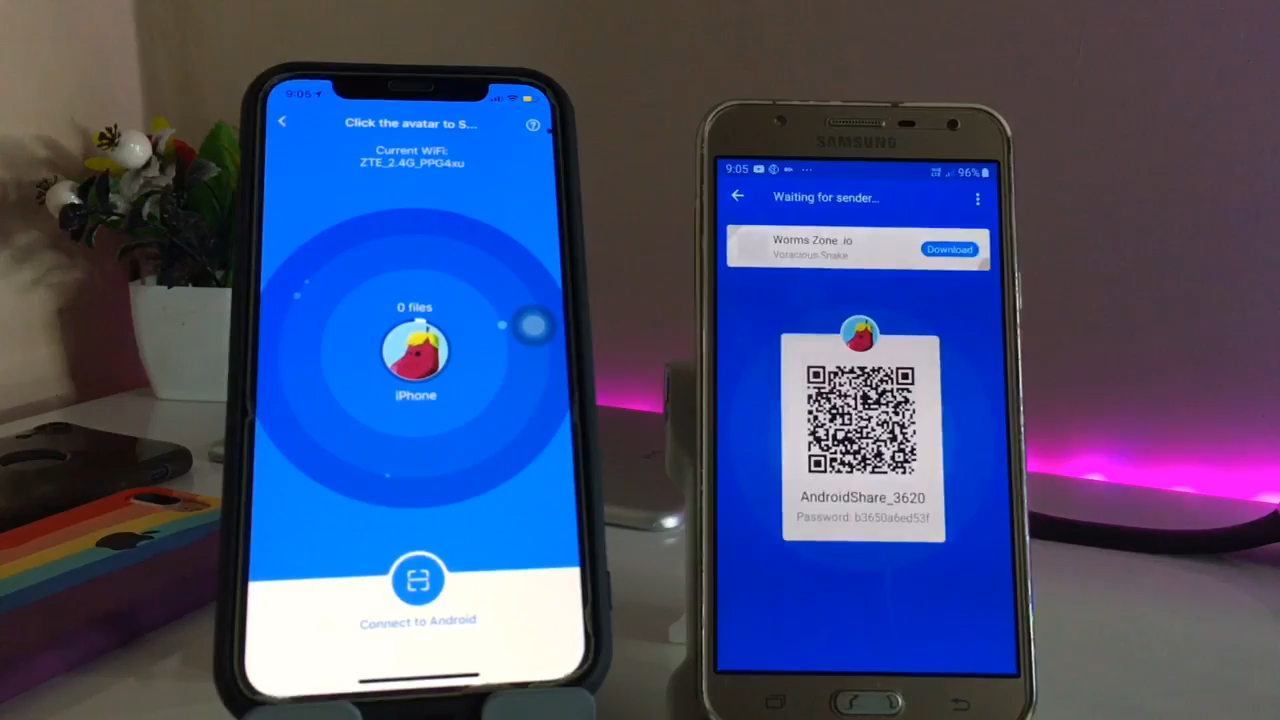 9:05
Click the avatar to S...
Current WiFi:
ZTE_2.4G_PPG4xu
0 files
iPhone
Connect to Android
SAMSUNG
9:05
96%
Waiting for sender...
Worms Zone .io
Voracious Snake
Download
AndroidShare_3620
Password: b3650a6ed53f